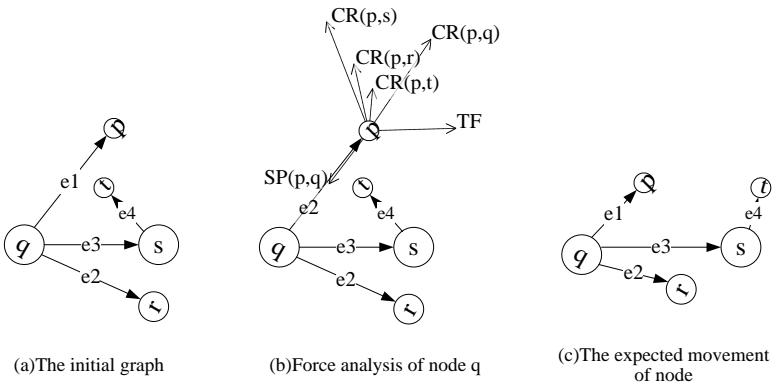 CR(p,s)
CR(p,q)
CR(p,r)
CR(p,t)
TF
SP(p,q)
p
e1
t
e4
q
e3
s
e2
r
p
e2
t
e4
q
e3
s
e2
r
p
t
e1
e4
q
e3
s
e2
r
(a)The initial graph
(b)Force analysis of node q
(c)The expected movement
of node